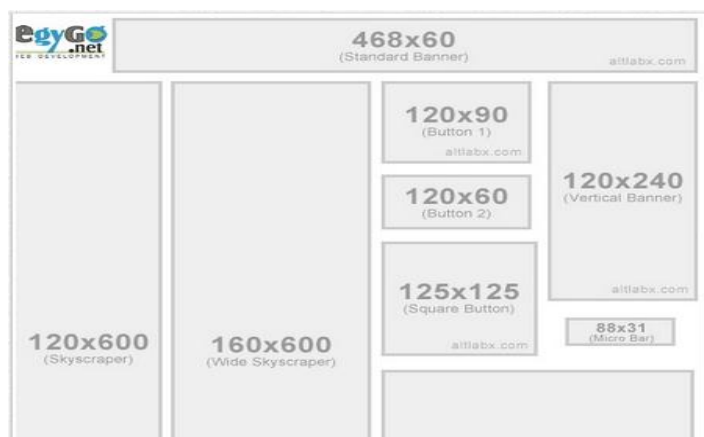 EgyGo
.net
WEB DEVELOPMENT
468x60
(Standard Banner)
altlabx.com
120x90
(Button 1)
altlabx.com
120x60
(Button 2)
120x240
(Vertical Banner)
altlabx.com
125x125
(Square Button)
altlabx.com
88x31
(Micro Bar)
120x600
(Skyscraper)
160x600
(Wide Skyscraper)